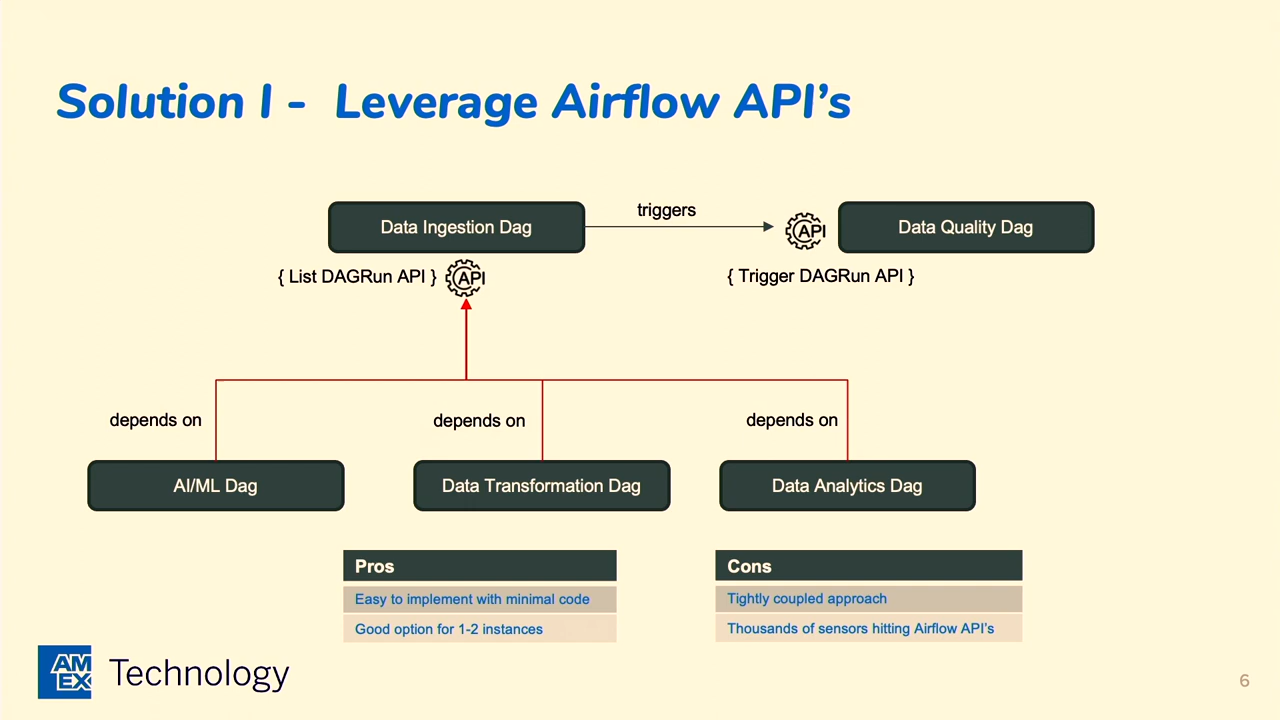 Solution I -  Leverage Airflow API’s
triggers
Data Ingestion Dag
API
Data Quality Dag
{ List DAGRun API }
API
{ Trigger DAGRun API }
depends on
depends on
depends on
AI/ML Dag
Data Transformation Dag
Data Analytics Dag
Pros
Easy to implement with minimal code
Good option for 1-2 instances
Cons
Tightly coupled approach
Thousands of sensors hitting Airflow API’s
AM
EX
Technology
6